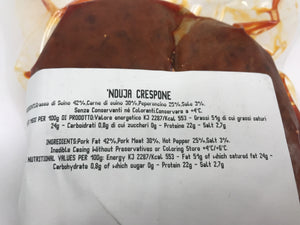 'NDUJA CRESPONE
Grasso di Suino 42%,Carne di suino 30%,Peperoncino 25%,Sale 3%.
Senza Conservanti nè Coloranti.Conservare a +4°C.
PER 100g DI PRODOTTO:Valore energetico KJ 2287/Kcal 553 - Grassi 51g di cui grassi saturi
24g - Carboidrati 0,8g di cui zuccheri 0g - Proteine 22g - Salt 2,7g
INGREDIENTS:Pork Fat 42%,Pork Meat 30%, Hot Pepper 25%,Salt 3%.
Inedible Casing Without Preservatives or Coloring Store +4°C/+6°C.
NUTRITIONAL VALUES PER 100g: Energy KJ 2287/Kcal 553 - Fat 51g of which saturated fat 24g -
Carbohydrate 0,8g of which sugar 0g - Protein 22g - Salt 2,7g